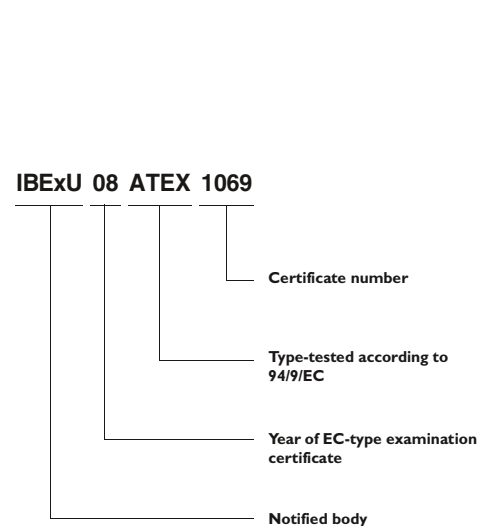 IBExU 08 ATEX 1069
Certificate number
Type-tested according to
94/9/EC
Year of EC-type examination
certificate
Notified body